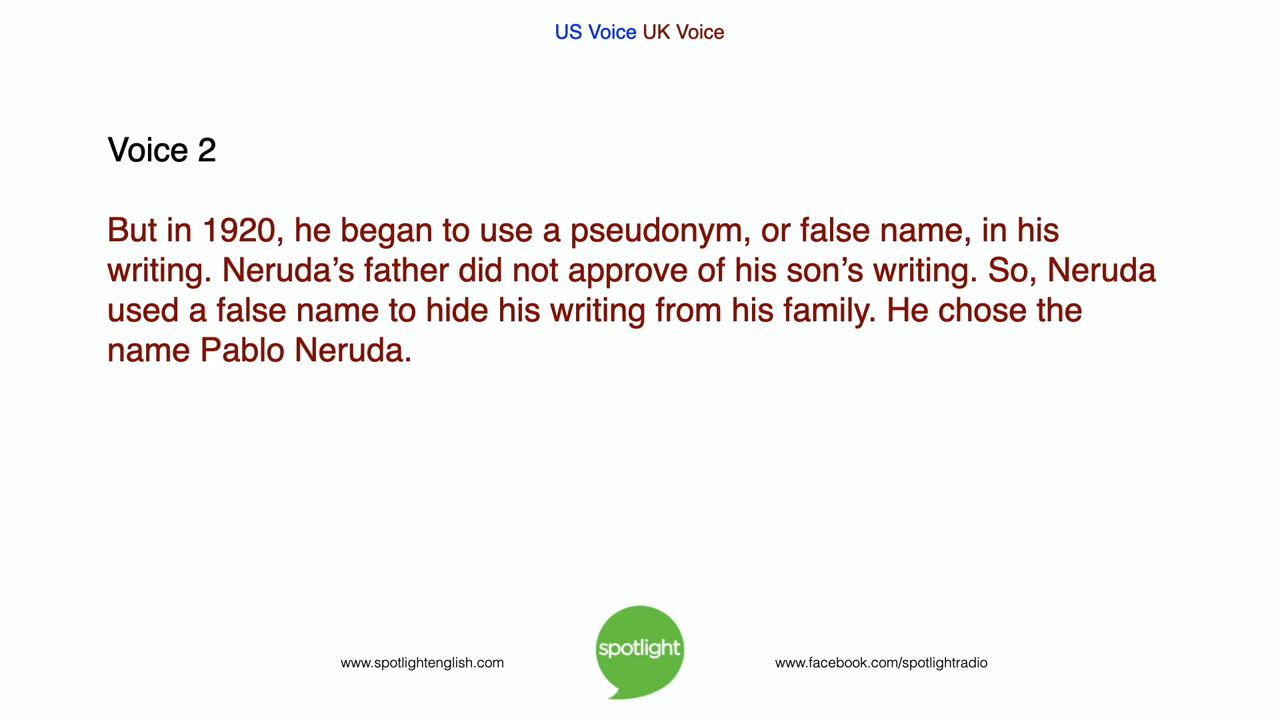 US Voice UK Voice
Voice 2
But in 1920, he began to use a pseudonym, or false name, in his
writing. Neruda’s father did not approve of his son’s writing. So, Neruda
used a false name to hide his writing from his family. He chose the
name Pablo Neruda.
www.spotlightenglish.com
spotlight
www.facebook.com/spotlightradio